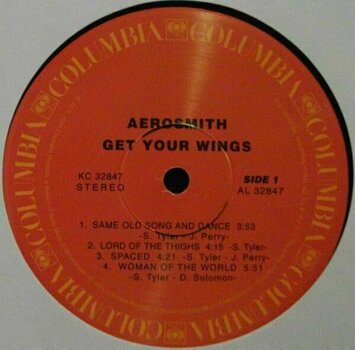 COLUMBIA COLUMBIA COLUMBIA COLUMBIA
AEROSMITH
GET YOUR WINGS
KC 32847
STEREO
SIDE 1
AL 32847
1. SAME OLD SONG AND DANCE 3:53
-S. Tyler - J. Perry-
2. LORD OF THE THIGHS 4:15 -S. Tyler-
3. SPACED 4:21 -S. Tyler - J. Perry-
4. WOMAN OF THE WORLD 5:51
-S. Tyler - D. Solomon-